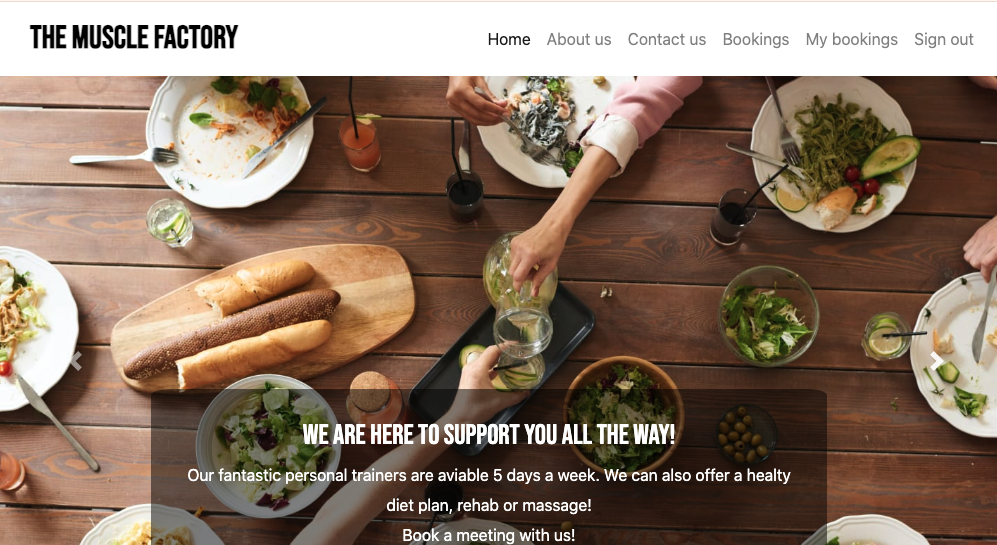 THE MUSCLE FACTORY
Home About us Contact us Bookings My bookings Sign out
WE ARE HERE TO SUPPORT YOU ALL THE WAY!
Our fantastic personal trainers are aviable 5 days a week. We can also offer a healty
diet plan, rehab or massage!
Book a meeting with us!